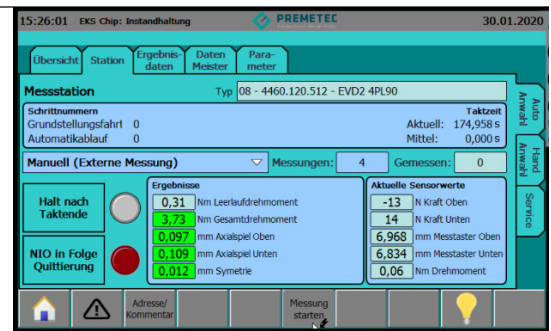 15:26:01 EKS Chip: Instandhaltung PREMETEC 30.01.2020
Übersicht Station Ergebnis-daten Daten Meister Para-meter
Messstation Typ 08 - 4460.120.512 - EVD2 4PL90
Schrittnummern Taktzeit
Grundstellungsfahrt 0 Aktuell: 174,958 s
Automatikablauf 0 Mittel: 0,000 s
Manuell (Externe Messung) Messungen: 4 Gemessen: 0
Halt nach Taktende
NIO in Folge Quittierung
Ergebnisse
0,31 Nm Leerlaufdrehmoment
3,73 Nm Gesamtdrehmoment
0,097 mm Axialspiel Oben
0,109 mm Axialspiel Unten
0,012 mm Symetrie
Aktuelle Sensorwerte
-13 N Kraft Oben
14 N Kraft Unten
6,968 mm Messtaster Oben
6,834 mm Messtaster Unten
0,06 Nm Drehmoment
Auto Anwahl
Hand Anwahl
Service
Adresse/ Kommentar
Messung starten